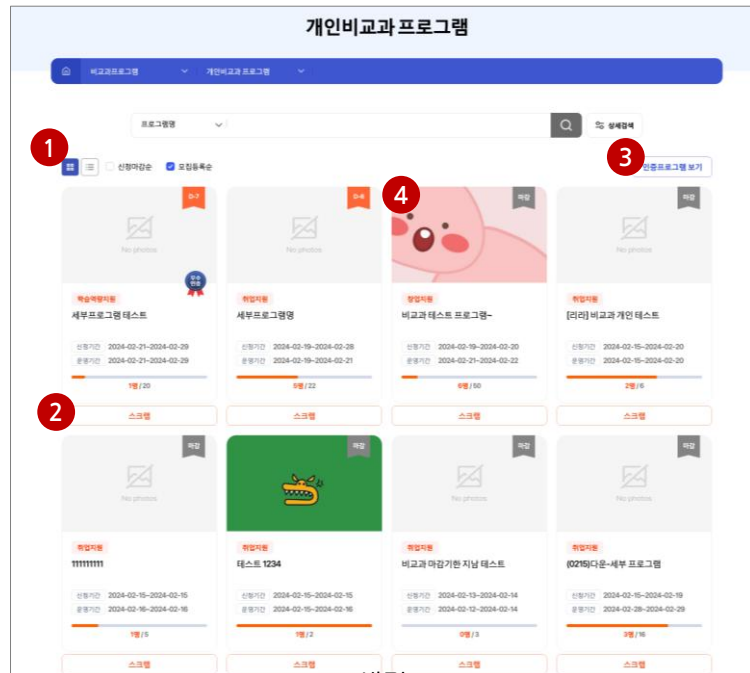 개인비교과 프로그램
비교과프로그램
개인비교과 프로그램
프로그램명
상세검색
1
신청마감순
모집등록순
3
인증프로그램 보기
D-7
No photos
우수
학습역량지원
세부프로그램 테스트
신청기간 2024-02-21~2024-02-29
운영기간 2024-02-21~2024-02-29
1명/20
2
스크랩
D-6
No photos
취업지원
세부프로그램명
신청기간 2024-02-19~2024-02-28
운영기간 2024-02-19~2024-02-21
5명/22
스크랩
4
마감
창업지원
비교과 테스트 프로그램~
신청기간 2024-02-19~2024-02-20
운영기간 2024-02-21~2024-02-22
6명/50
스크랩
마감
No photos
취업지원
[리라] 비교과 개인 테스트
신청기간 2024-02-15~2024-02-20
운영기간 2024-02-15~2024-02-20
2명/6
스크랩
마감
No photos
취업지원
111111111
신청기간 2024-02-15~2024-02-15
운영기간 2024-02-16~2024-02-16
1명/5
스크랩
마감
취업지원
테스트 1234
신청기간 2024-02-15~2024-02-15
운영기간 2024-02-15~2024-02-16
1명/2
스크랩
마감
No photos
취업지원
비교과 마감기한 지남 테스트
신청기간 2024-02-13~2024-02-14
운영기간 2024-02-12~2024-02-14
0명/3
스크랩
마감
No photos
취업지원
(0215)다운-세부 프로그램
신청기간 2024-02-15~2024-02-19
운영기간 2024-02-28~2024-02-29
3명/16
스크랩